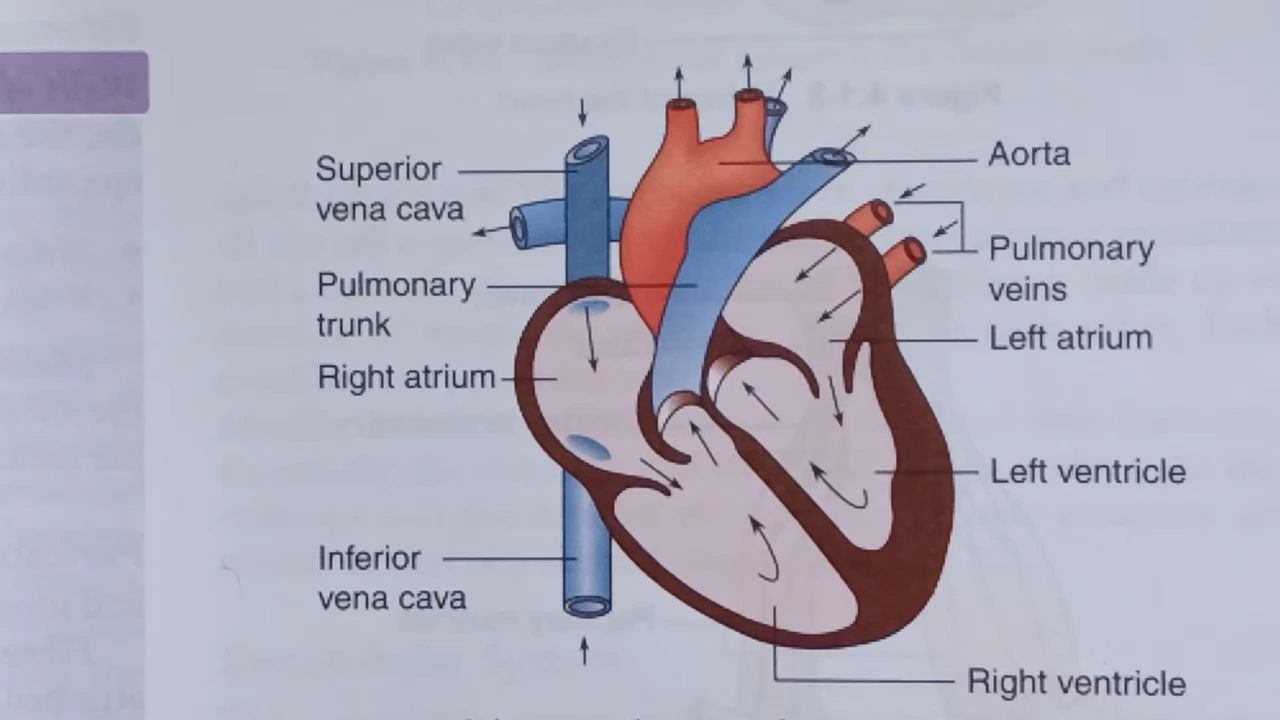 Superior
vena cava
Pulmonary
trunk
Right atrium
Inferior
vena cava
Aorta
Pulmonary
veins
Left atrium
Left ventricle
Right ventricle